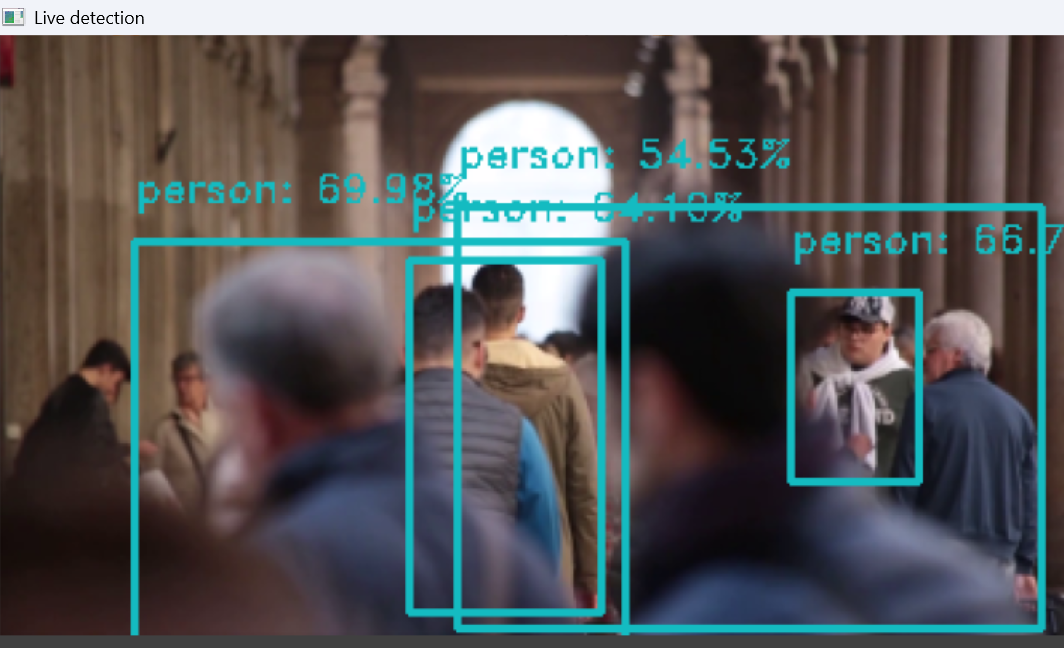 Live detection
person: 54.53%
person: 69.98%
person: 64.10%
person: 66.7